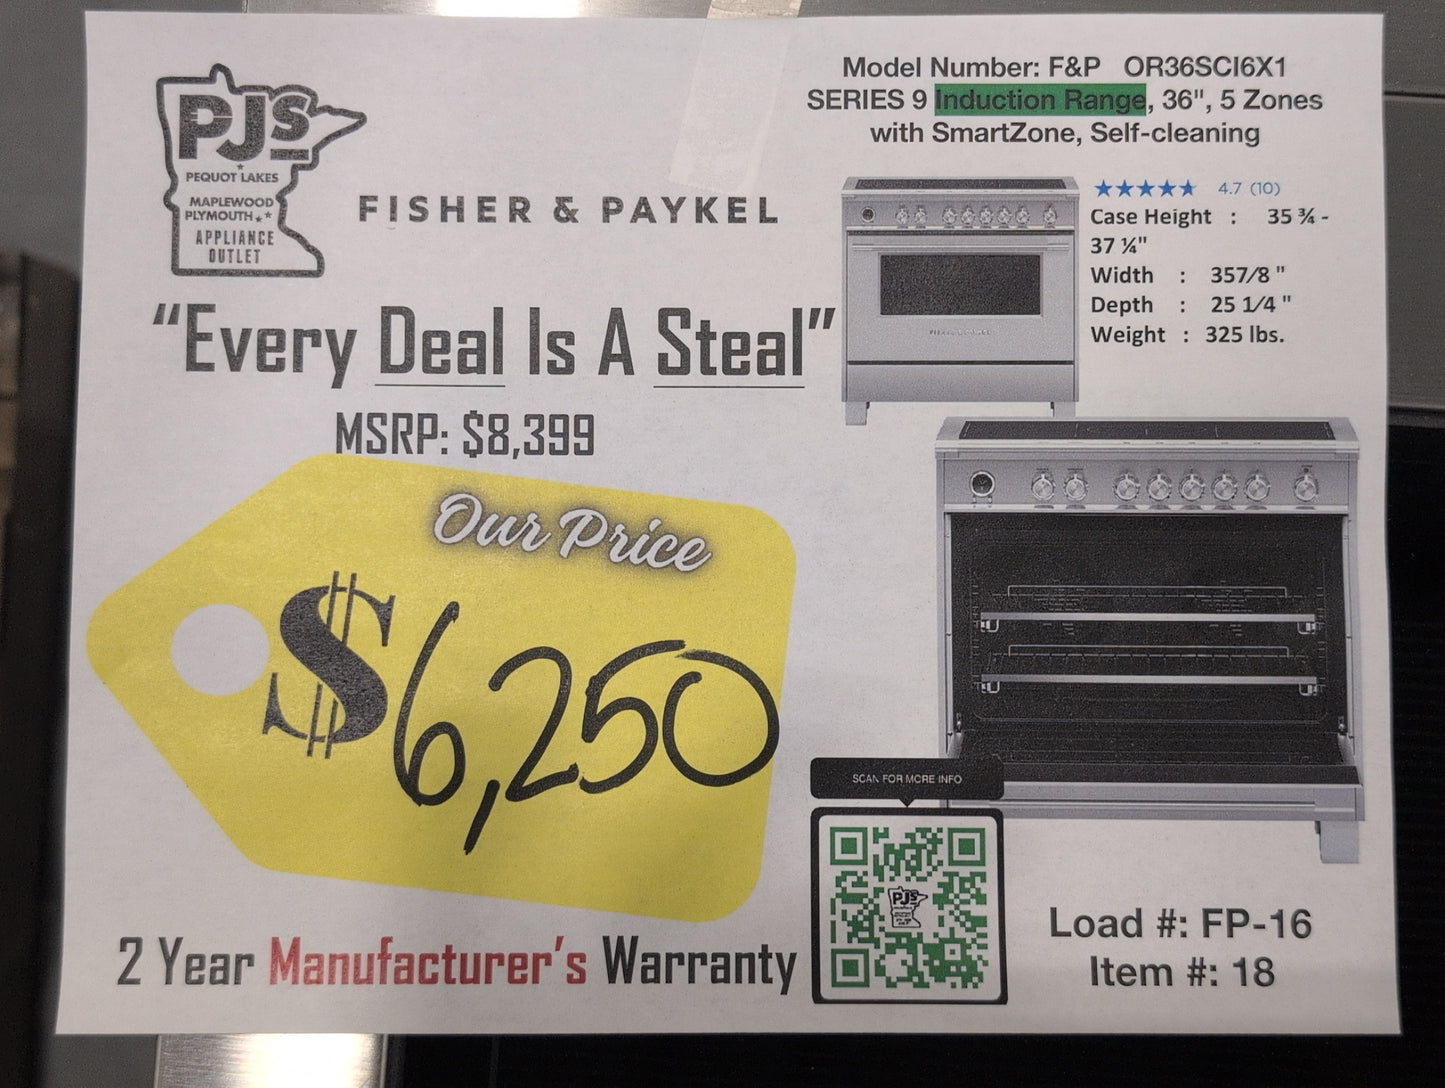 PJS
PEQUOT LAKES
MAPLEWOOD
PLYMOUTH
APPLIANCE
OUTLET
FISHER & PAYKEL
"Every Deal Is A Steal"
MSRP: $8,399
Our Price
$6,250
2 Year Manufacturer's Warranty
Model Number: F&P OR36SCI6X1
SERIES 9 Induction Range, 36", 5 Zones
with SmartZone, Self-cleaning
4.7 (10)
Case Height : 35 ¾ -
37 ¼"
Width : 357/8 "
Depth : 25 1/4 "
Weight : 325 lbs.
FISHER & PAYKEL
SCAN FOR MORE INFO
PJS
Load #: FP-16
Item #: 18